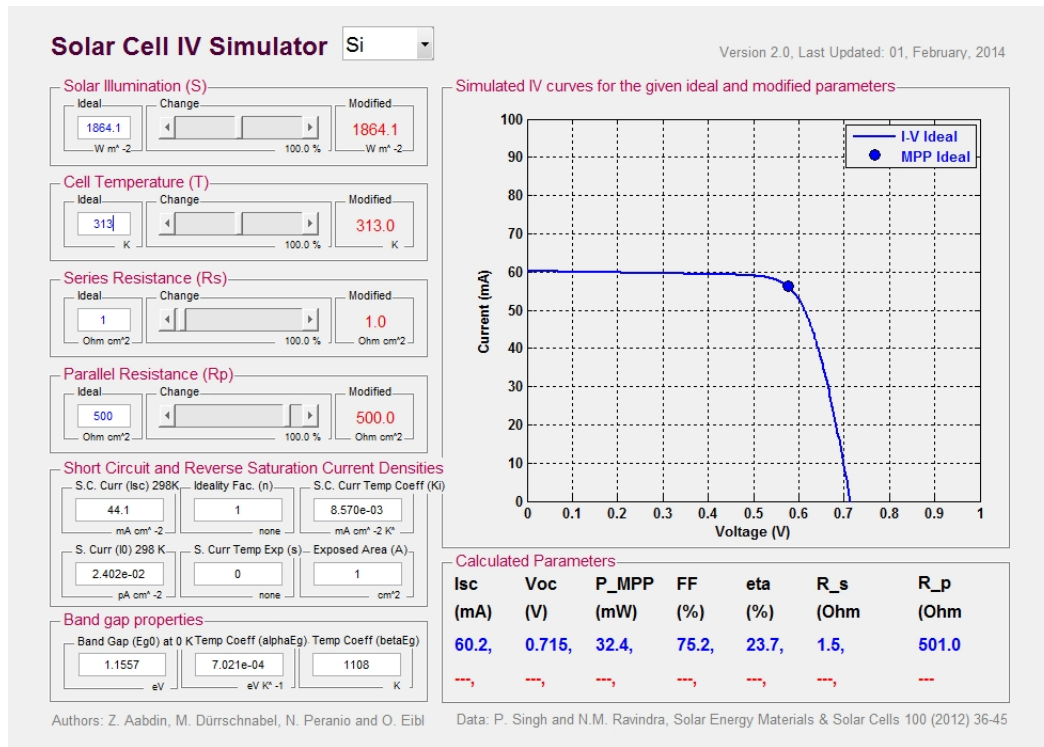 Solar Cell IV Simulator Si
Version 2.0, Last Updated: 01, February, 2014
Solar Illumination (S)
Ideal Change Modified
1864.1 1864.1
W m^ -2 100.0 % W m^ -2
Cell Temperature (T)
Ideal Change Modified
313 313.0
K 100.0 % K
Series Resistance (Rs)
Ideal Change Modified
1 1.0
Ohm cm^2 100.0 % Ohm cm^2
Parallel Resistance (Rp)
Ideal Change Modified
500 500.0
Ohm cm^2 100.0 % Ohm cm^2
Short Circuit and Reverse Saturation Current Densities
S.C. Curr (Isc) 298K Ideality Fac. (n) S.C. Curr Temp Coeff (Ki)
44.1 1 8.570e-03
mA cm^ -2 none mA cm^ -2 K^
S. Curr (I0) 298 K S. Curr Temp Exp (s) Exposed Area (A)
2.402e-02 0 1
pA cm^ -2 none cm^2
Band gap properties
Band Gap (Eg0) at 0 K Temp Coeff (alphaEg) Temp Coeff (betaEg)
1.1557 7.021e-04 1108
eV eV K^ -1 K
Authors: Z. Aabdin, M. Dürrschnabel, N. Peranio and O. Eibl
Simulated IV curves for the given ideal and modified parameters
I-V Ideal
MPP Ideal
100
90
80
70
60
50
40
30
20
10
0
Current (mA)
0 0.1 0.2 0.3 0.4 0.5 0.6 0.7 0.8 0.9 1
Voltage (V)
Calculated Parameters
Isc Voc P_MPP FF eta R_s R_p
(mA) (V) (mW) (%) (%) (Ohm (Ohm
60.2, 0.715, 32.4, 75.2, 23.7, 1.5, 501.0
---, ---, ---, ---, ---, ---, ---
Data: P. Singh and N.M. Ravindra, Solar Energy Materials & Solar Cells 100 (2012) 36-45